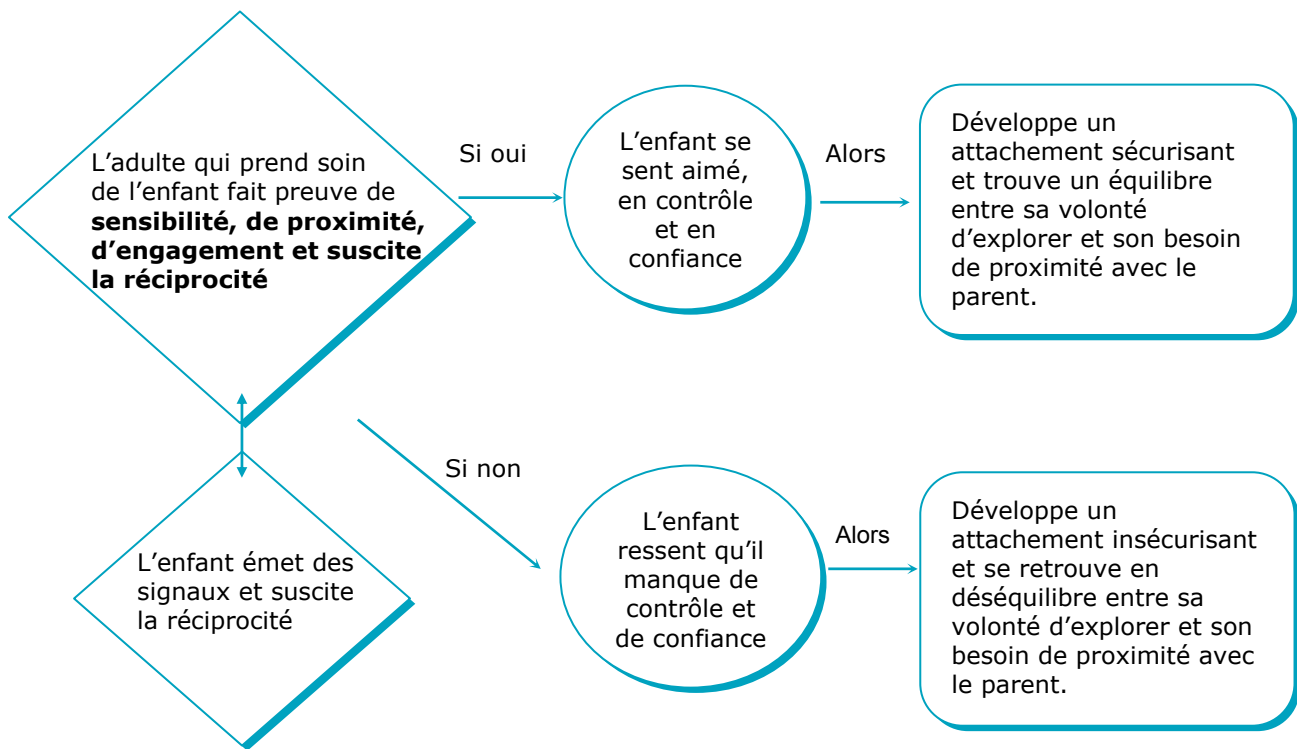 L’adulte qui prend soin
de l’enfant fait preuve de
sensibilité, de proximité,
d’engagement et suscite
la réciprocité
Si oui
L’enfant se
sent aimé,
en contrôle
et en
confiance
Alors
Développe un
attachement sécurisant
et trouve un équilibre
entre sa volonté
d’explorer et son besoin
de proximité avec le
parent.
L’enfant émet des
signaux et suscite
la réciprocité
Si non
L’enfant
ressent qu’il
manque de
contrôle et
de confiance
Alors
Développe un
attachement insécurisant
et se retrouve en
déséquilibre entre sa
volonté d’explorer et son
besoin de proximité avec
le parent.